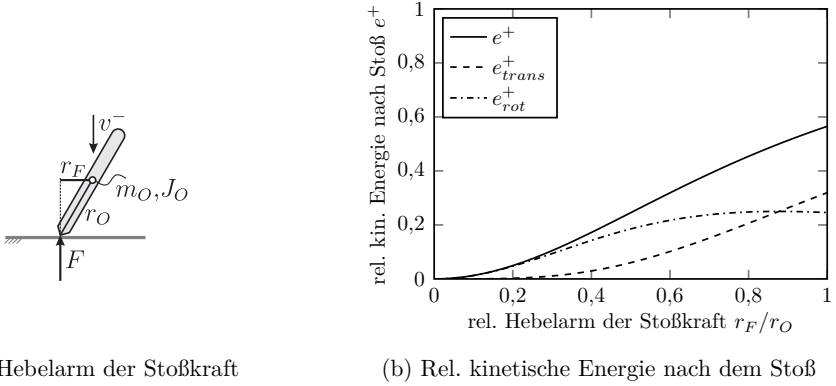 v⁻
r_F
m_O, J_O
r_O
F
Hebelarm der Stoßkraft
rel. kin. Energie nach Stoß e⁺
1
0,8
0,6
0,4
0,2
0
e⁺
e⁺_trans
e⁺_rot
0 0,2 0,4 0,6 0,8 1
rel. Hebelarm der Stoßkraft r_F/r_O
(b) Rel. kinetische Energie nach dem Stoß